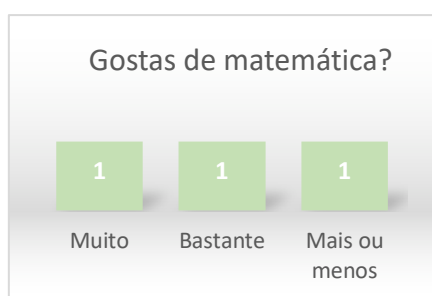 Gostas de matemática?
1 1 1
Muito Bastante Mais ou
menos